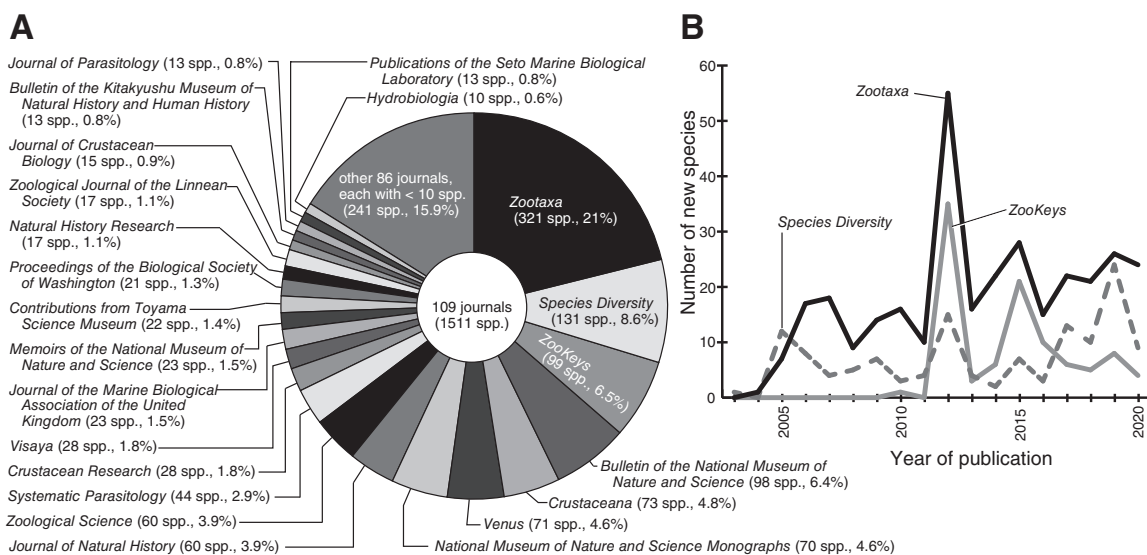 A
Journal of Parasitology (13 spp., 0.8%)
Bulletin of the Kitakyushu Museum of
Natural History and Human History
(13 spp., 0.8%)
Journal of Crustacean
Biology (15 spp., 0.9%)
Zoological Journal of the Linnean
Society (17 spp., 1.1%)
Natural History Research
(17 spp., 1.1%)
Proceedings of the Biological Society
of Washington (21 spp., 1.3%)
Contributions from Toyama
Science Museum (22 spp., 1.4%)
Memoirs of the National Museum of
Nature and Science (23 spp., 1.5%)
Journal of the Marine Biological
Association of the United
Kingdom (23 spp., 1.5%)
Visaya (28 spp., 1.8%)
Crustacean Research (28 spp., 1.8%)
Systematic Parasitology (44 spp., 2.9%)
Zoological Science (60 spp., 3.9%)
Journal of Natural History (60 spp., 3.9%)
Publications of the Seto Marine Biological
Laboratory (13 spp., 0.8%)
Hydrobiologia (10 spp., 0.6%)
other 86 journals,
each with < 10 spp.
(241 spp., 15.9%)
Zootaxa
(321 spp., 21%)
109 journals
(1511 spp.)
Species Diversity
(131 spp., 8.6%)
ZooKeys
(99 spp., 6.5%)
Bulletin of the National Museum of
Nature and Science (98 spp., 6.4%)
Crustaceana (73 spp., 4.8%)
Venus (71 spp., 4.6%)
National Museum of Nature and Science Monographs (70 spp., 4.6%)
B
Number of new species
60
50
40
30
20
10
0
Zootaxa
Species Diversity
ZooKeys
2005
2010
2015
2020
Year of publication